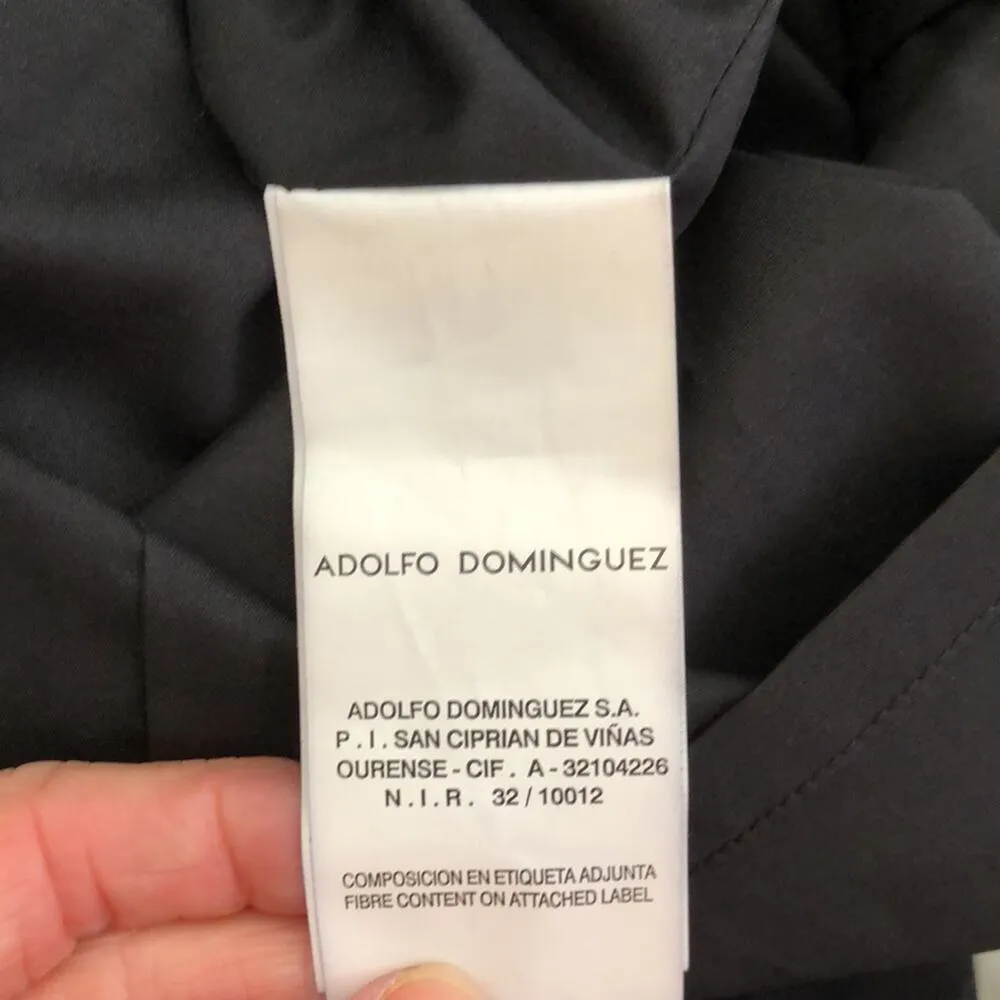 ADOLFO DOMINGUEZ
ADOLFO DOMINGUEZ S.A.
P.I. SAN CIPRIAN DE VIÑAS
OURENSE - CIF. A - 32104226
N.I.R. 32 / 10012
COMPOSICION EN ETIQUETA ADJUNTA
FIBRE CONTENT ON ATTACHED LABEL